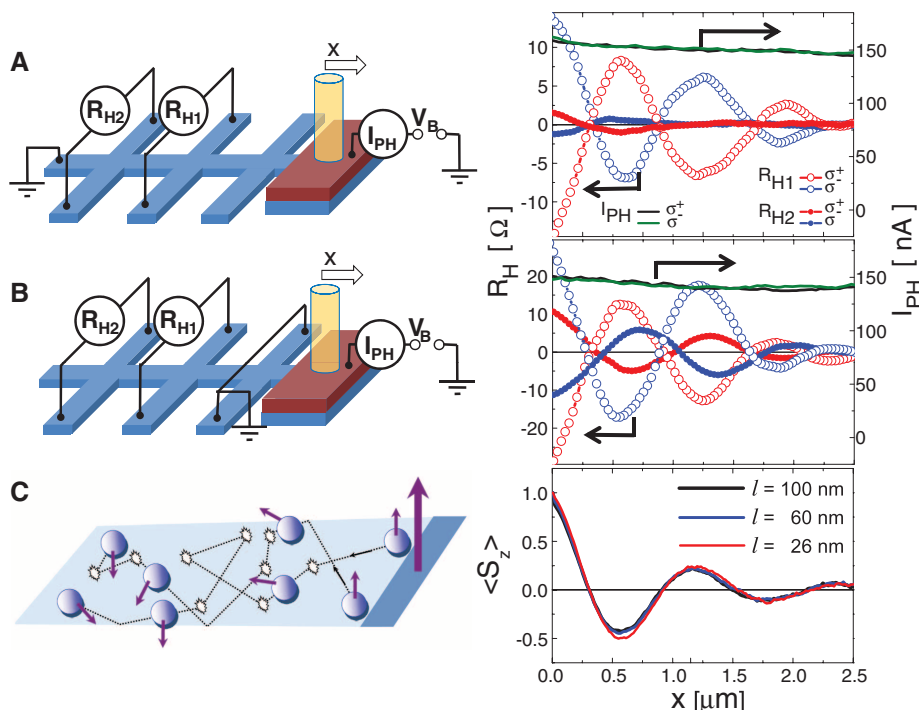 A
X
R_H2
R_H1
I_PH
V_B
R_H [Ω]
10
5
0
-5
-10
150
100
50
0
I_PH [nA]
I_PH σ+
σ-
R_H1 σ+
σ-
R_H2 σ+
σ-
B
X
R_H2
R_H1
I_PH
V_B
20
10
0
-10
-20
150
100
50
0
C
<S_z>
1.0
0.5
0.0
-0.5
l = 100 nm
l = 60 nm
l = 26 nm
0.0 0.5 1.0 1.5 2.0 2.5
x [μm]